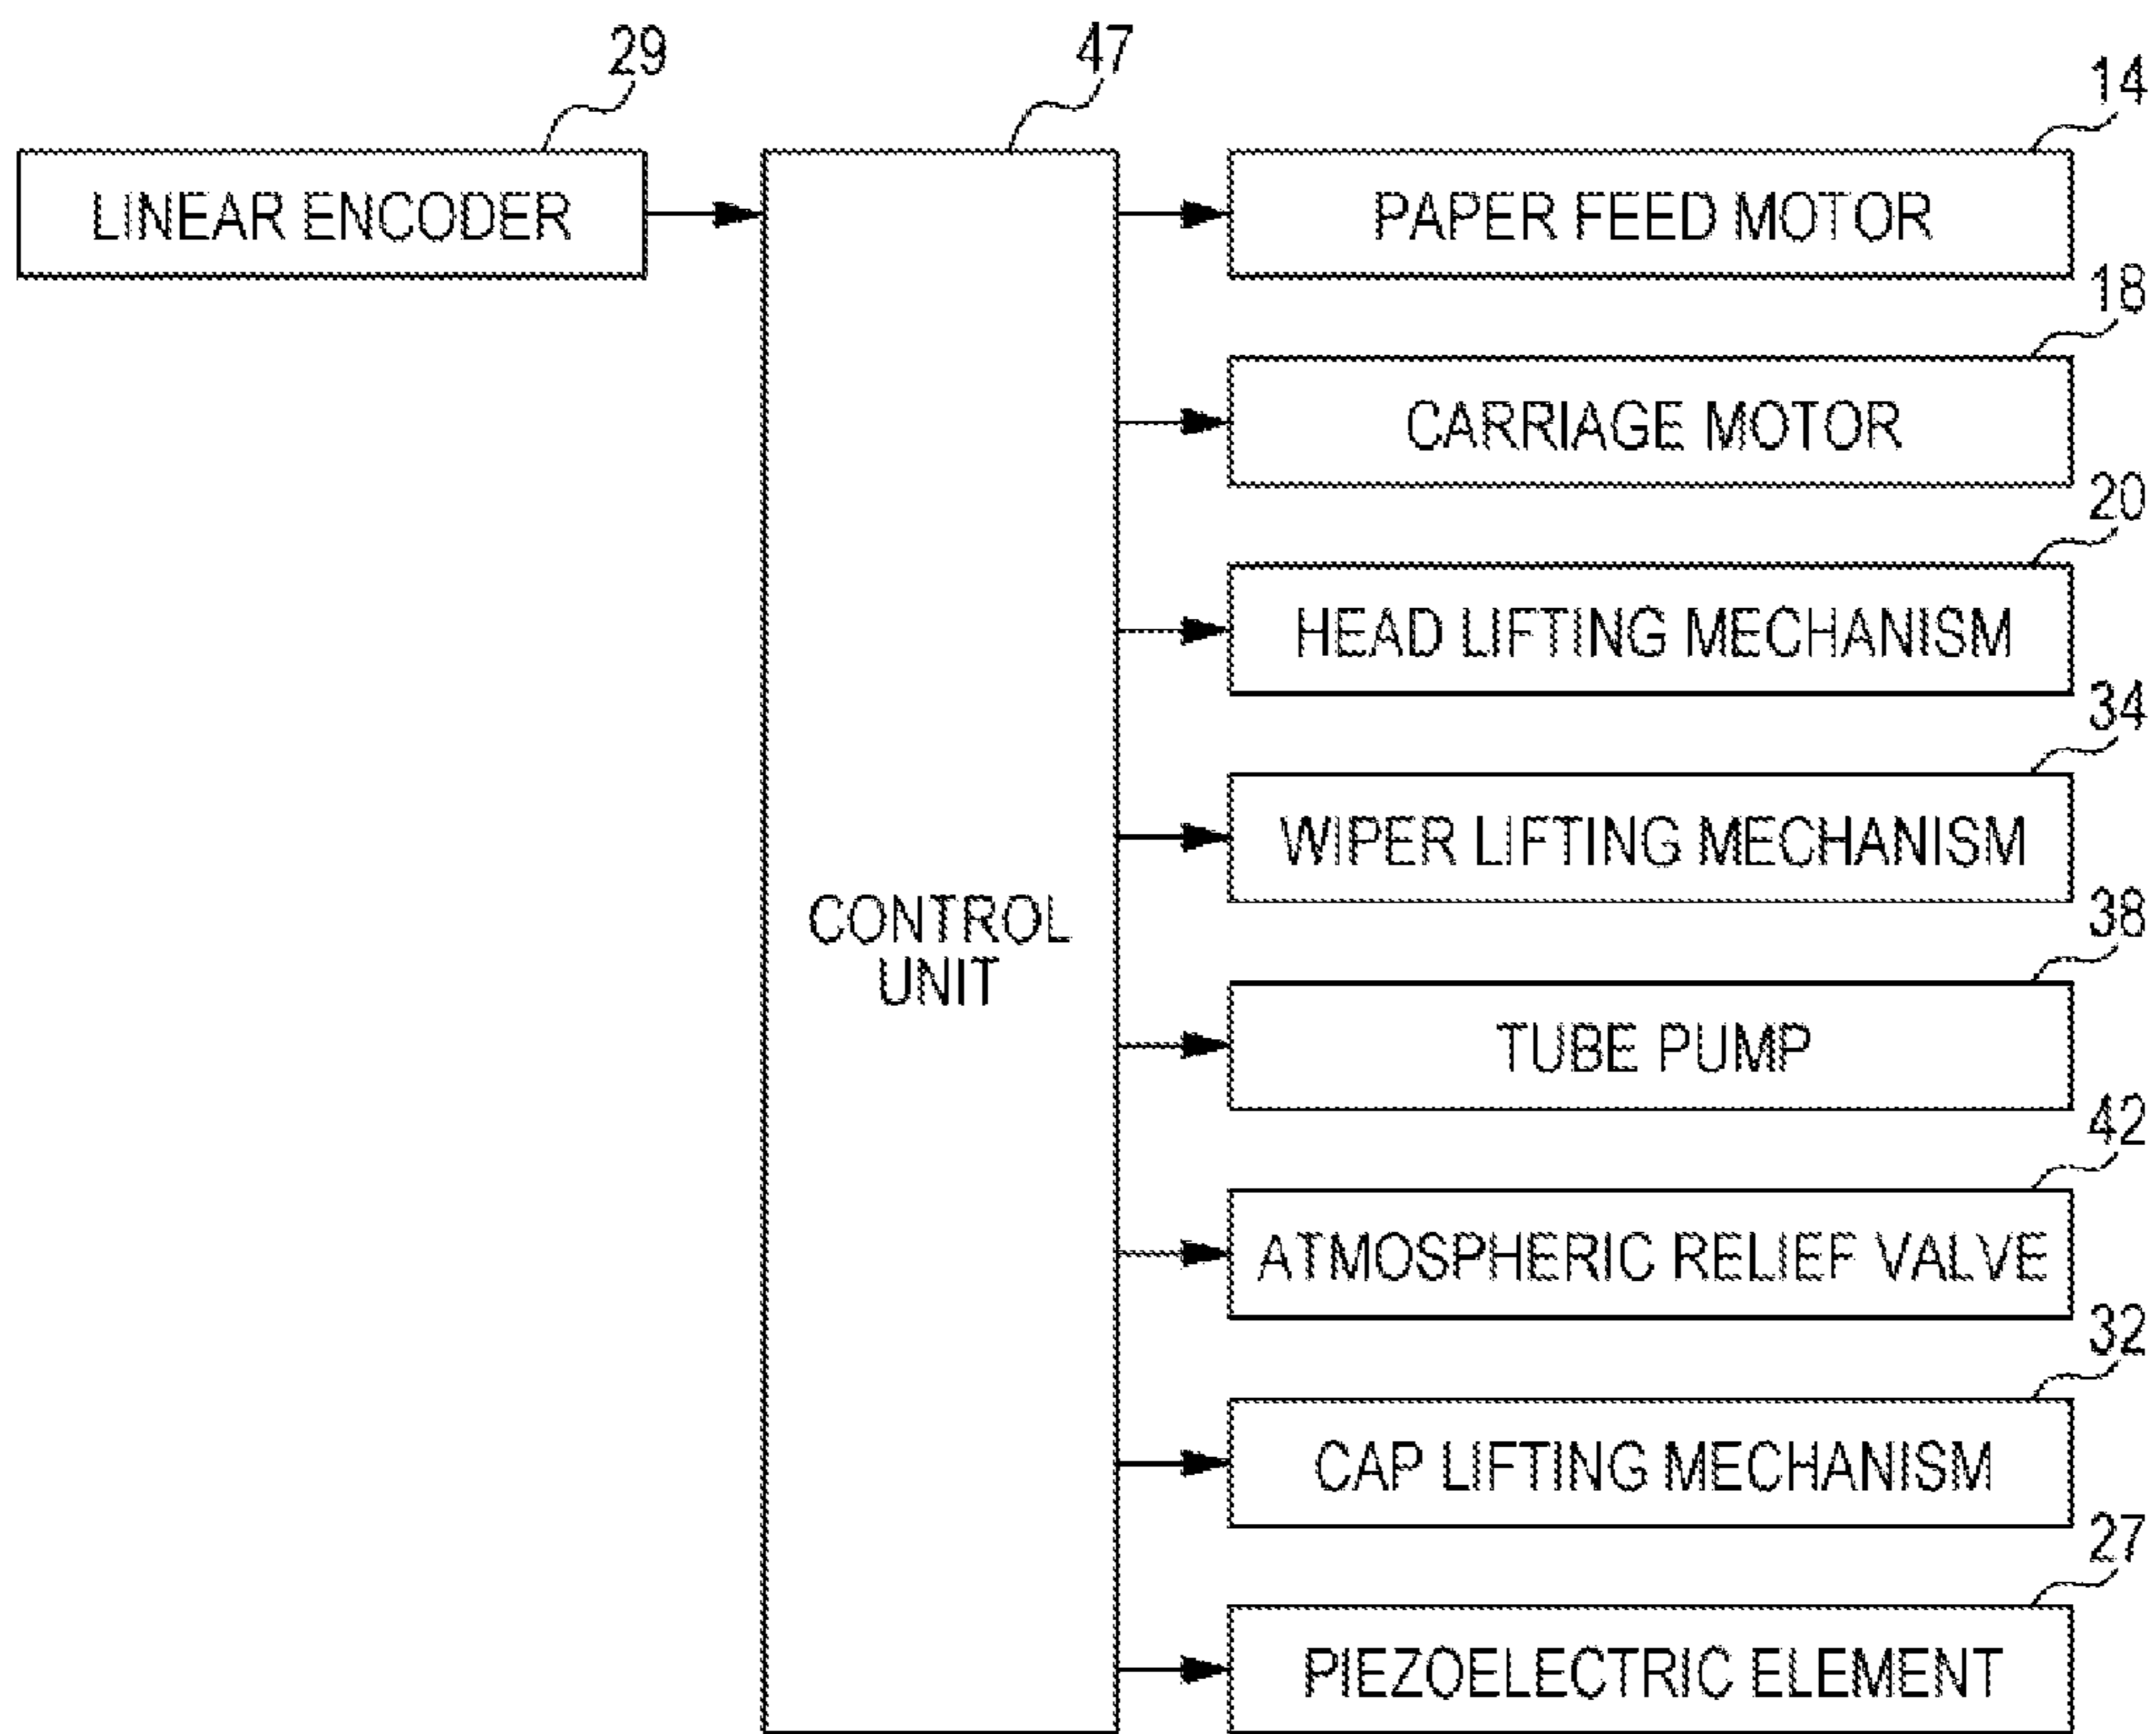 29
47
14
LINEAR ENCODER
PAPER FEED MOTOR
18
CARRIAGE MOTOR
20
HEAD LIFTING MECHANISM
34
WIPER LIFTING MECHANISM
CONTROL
UNIT
38
TUBE PUMP
42
ATMOSPHERIC RELIEF VALVE
32
CAP LIFTING MECHANISM
27
PIEZOELECTRIC ELEMENT